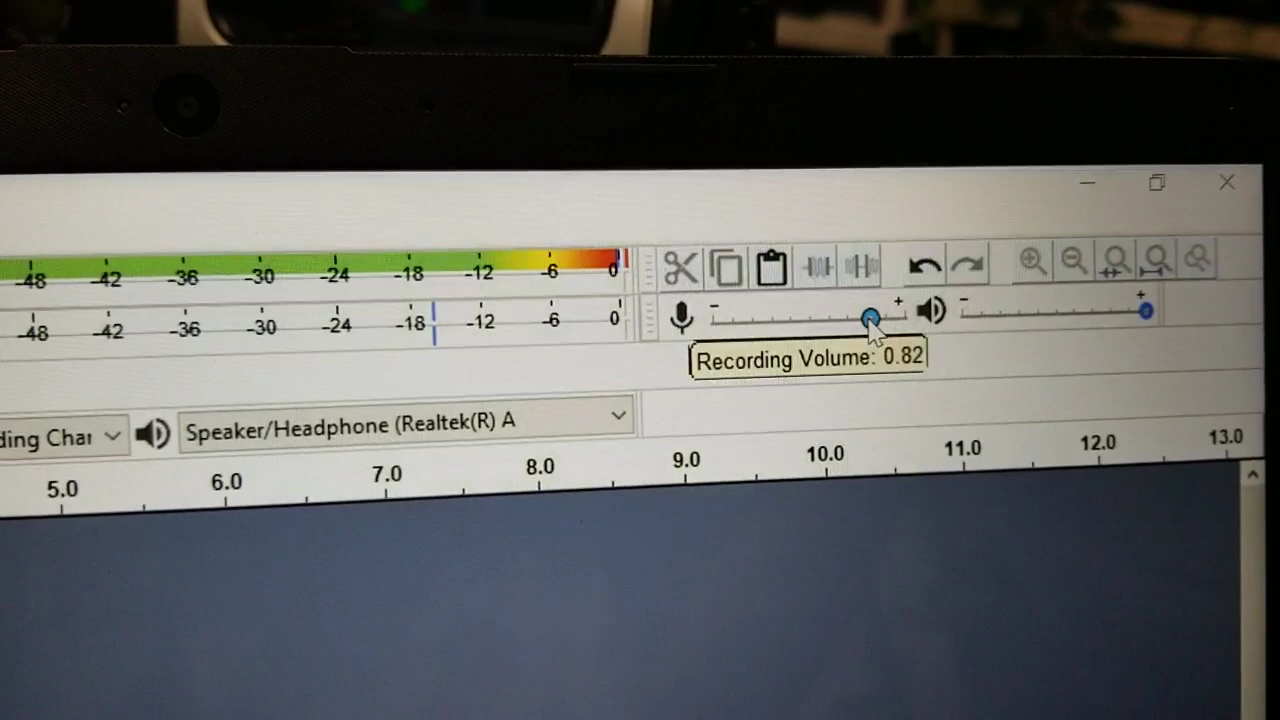 -48 -42 -36 -30 -24 -18 -12 -6 0
-48 -42 -36 -30 -24 -18 -12 -6 0
- + - +
Recording Volume: 0.82
ding Char Speaker/Headphone (Realtek(R) A
5.0 6.0 7.0 8.0 9.0 10.0 11.0 12.0 13.0